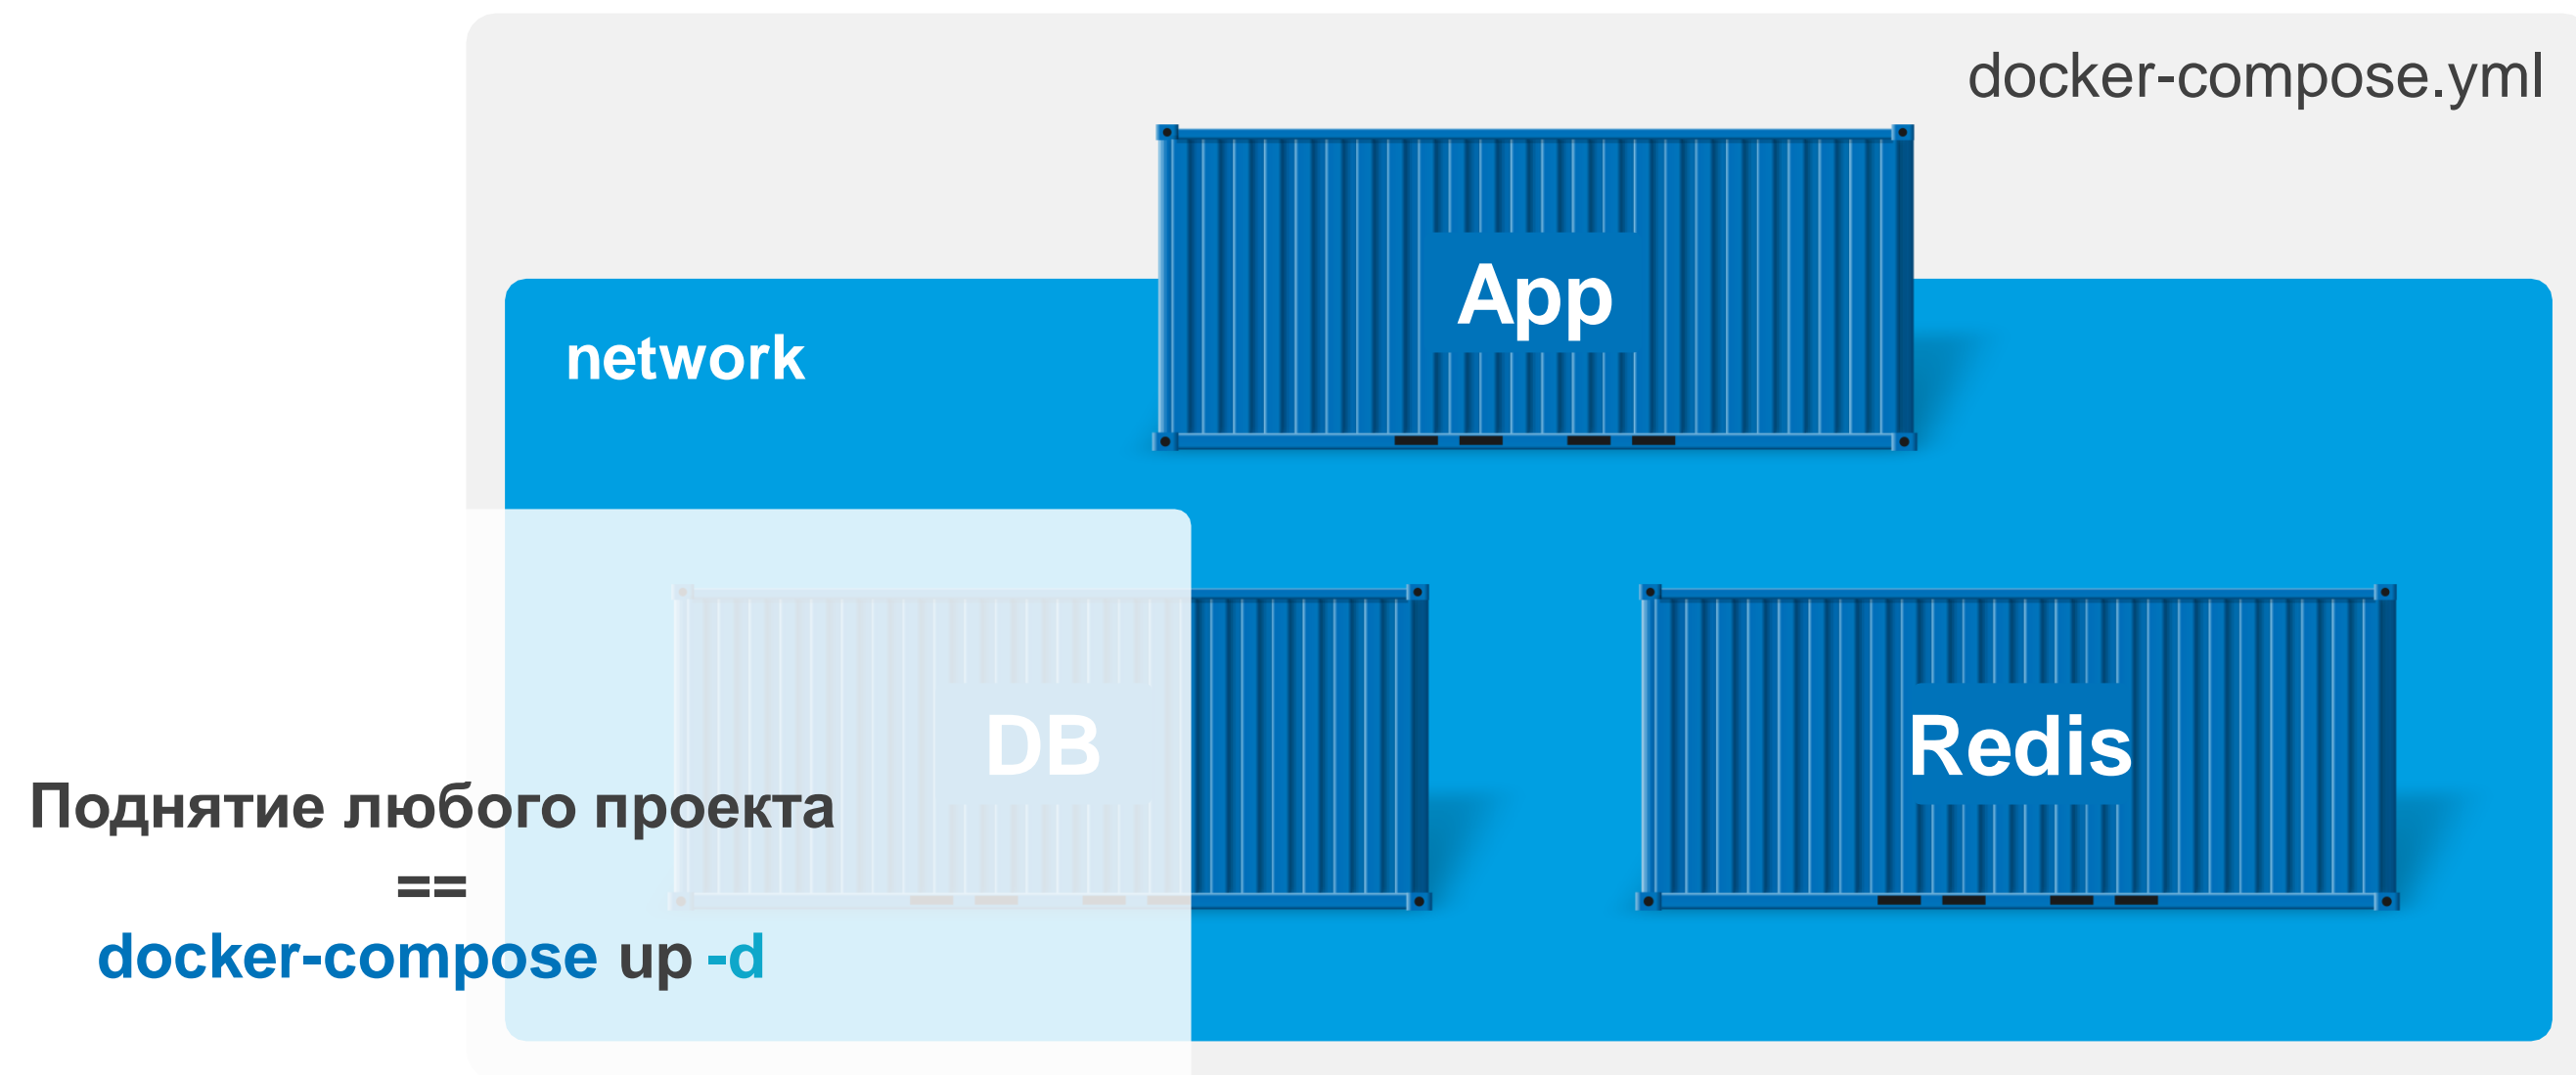 docker-compose.yml
App
network
DB
Redis
Поднятие любого проекта
==
docker-compose up -d